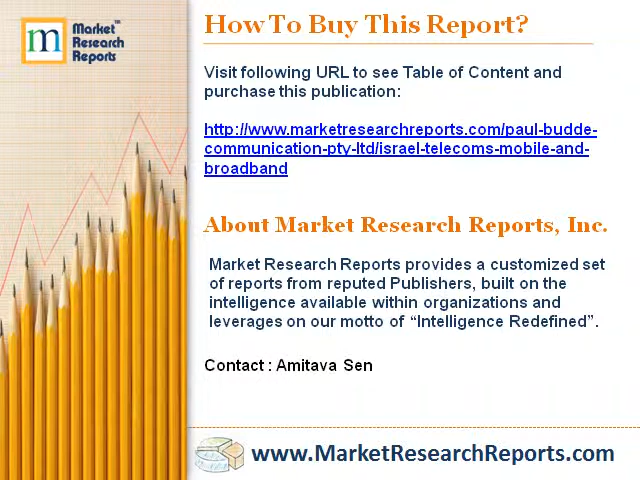 m
TM
Market
Research
Reports
How To Buy This Report?
Visit following URL to see Table of Content and
purchase this publication:
http://www.marketresearchreports.com/paul-budde-
communication-pty-ltd/israel-telecoms-mobile-and-
broadband
About Market Research Reports, Inc.
Market Research Reports provides a customized set
of reports from reputed Publishers, built on the
intelligence available within organizations and
leverages on our motto of “Intelligence Redefined”.
Contact : Amitava Sen
www.MarketResearchReports.com